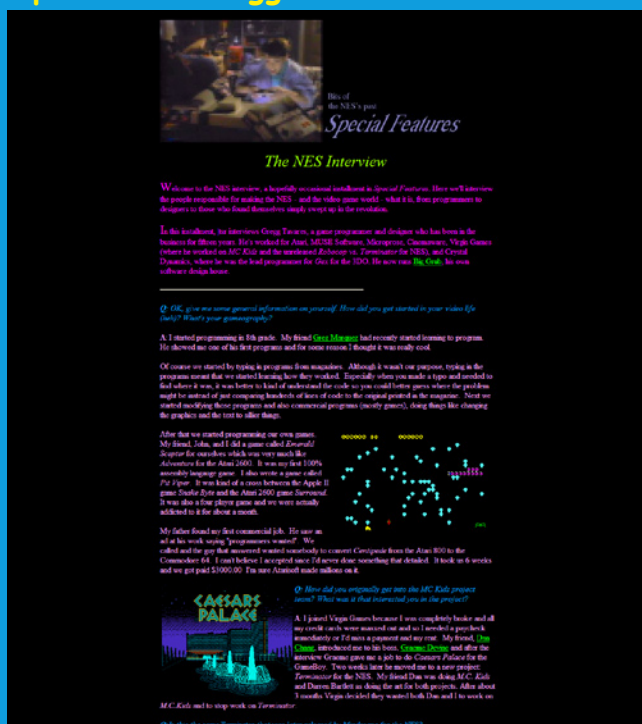 Bits of
the NES's past
Special Features
The NES Interview
Welcome to the NES interview, a hopefully occasional installment in Special Features. Here we'll interview
the people responsible for making the NES - and the video game world - what it is, from programmers to
designers to those who found themselves simply swept up in the revolution.
In this installment, |tsr interviews Gregg Tavares, a game programmer and designer who has been in the
business for fifteen years. He's worked for Atari, MUMI Software, Microprose, Cinemaware, Virgin Games
(where he worked on MC Kids and the unreleased Robocop vs. Terminator for NES), and Crystal
Dynamics, where he was the lead programmer for Gex for the 3DO. He now runs Big Grub, his own
software design house.
Q: OK, give me some general information on yourself. How did you get started in your video life
(heh)? What's your gameography?
A: I started programming in 8th grade. My friend Greg Marquez had recently started learning to program.
He showed me one of his first programs and for some reason I thought it was really cool.
Of course we started by typing in programs from magazines. Although it wasn't our purpose, typing in the
programs meant that we started learning how they worked. Especially when you made a typo and needed to
find where it was, it was better to kind of understand the code so you could better guess where the problem
might be instead of just comparing hundreds of lines of code to the original printed in the magazine. Next we
started modifying those programs and also commercial programs (mostly games), doing things like changing
the graphics and the text to sillier things.
After that we started programming our own games.
My friend, John, and I did a game called Emerald
Scepter for ourselves which was very much like
Adventure for the Atari 2600. It was my first 100%
assembly language game. I also wrote a game called
Pit Viper. It was kind of a cross between the Apple II
game Snake Byte and the Atari 2600 game Surround.
It was also a four player game and we were actually
addicted to it for about a month.
My father found my first commercial job. He saw an
ad at his work saying "programmers wanted". We
called and the guy that answered wanted somebody to convert Centipede from the Atari 800 to the
Commodore 64. I can't believe I accepted since I'd never done something that detailed. It took us 6 weeks
and we got paid $3000.00. I'm sure Atarisoft made millions on it.
CAESARS
PALACE
Q: How did you originally get into the MC Kids project
team? What was it that interested you in the project?
A: I joined Virgin Games because I was completely broke and all
my credit cards were maxed out and so I needed a paycheck
immediately or I'd miss a payment and my rent. My friend, Dan
Chang, introduced me to his boss, Graeme Devine and after the
interview Graeme gave me a job to do Caesars Palace for the
GameBoy. Two weeks later he moved me to a new project:
Terminator for the NES. My friend Dan was doing M.C. Kids
and Darren Bartlett as doing the art for both projects. After about
3 months Virgin decided they wanted both Dan and I to work on
M.C.Kids and to stop work on Terminator.